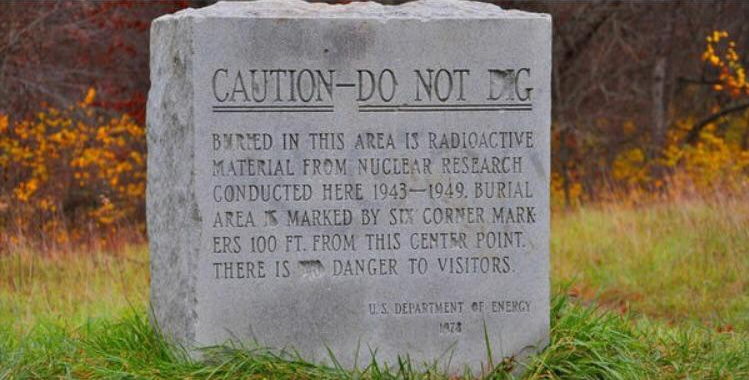 CAUTION—DO NOT DIG
BURIED IN THIS AREA IS RADIOACTIVE
MATERIAL FROM NUCLEAR RESEARCH
CONDUCTED HERE 1943—1949. BURIAL
AREA IS MARKED BY SIX CORNER MARK-
ERS 100 FT. FROM THIS CENTER POINT.
THERE IS NO DANGER TO VISITORS.
U.S. DEPARTMENT OF ENERGY
1978